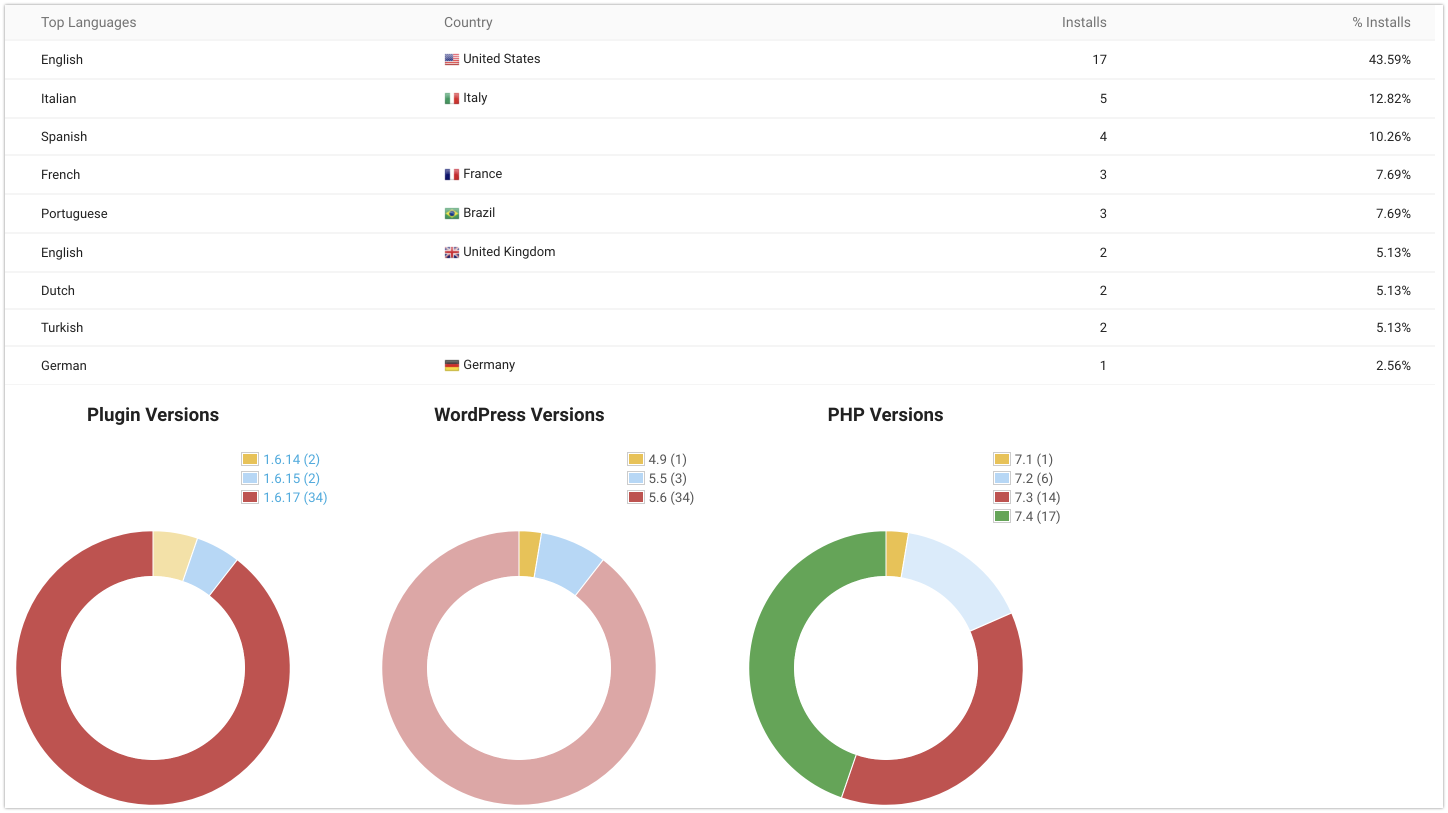 Top Languages Country Installs % Installs
English United States 17 43.59%
Italian Italy 5 12.82%
Spanish 4 10.26%
French France 3 7.69%
Portuguese Brazil 3 7.69%
English United Kingdom 2 5.13%
Dutch 2 5.13%
Turkish 2 5.13%
German Germany 1 2.56%
Plugin Versions
1.6.14 (2)
1.6.15 (2)
1.6.17 (34)
WordPress Versions
4.9 (1)
5.5 (3)
5.6 (34)
PHP Versions
7.1 (1)
7.2 (6)
7.3 (14)
7.4 (17)